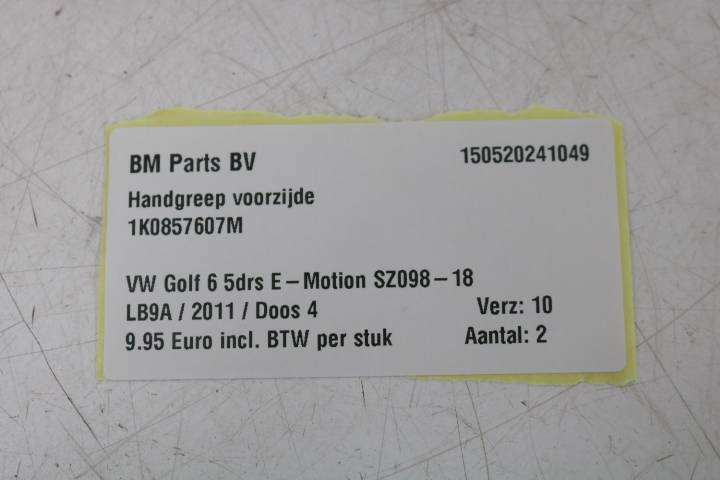 BM Parts BV 150520241049
Handgreep voorzijde
1K0857607M
VW Golf 6 5drs E-Motion SZ098-18
LB9A / 2011 / Doos 4 Verz: 10
9.95 Euro incl. BTW per stuk Aantal: 2